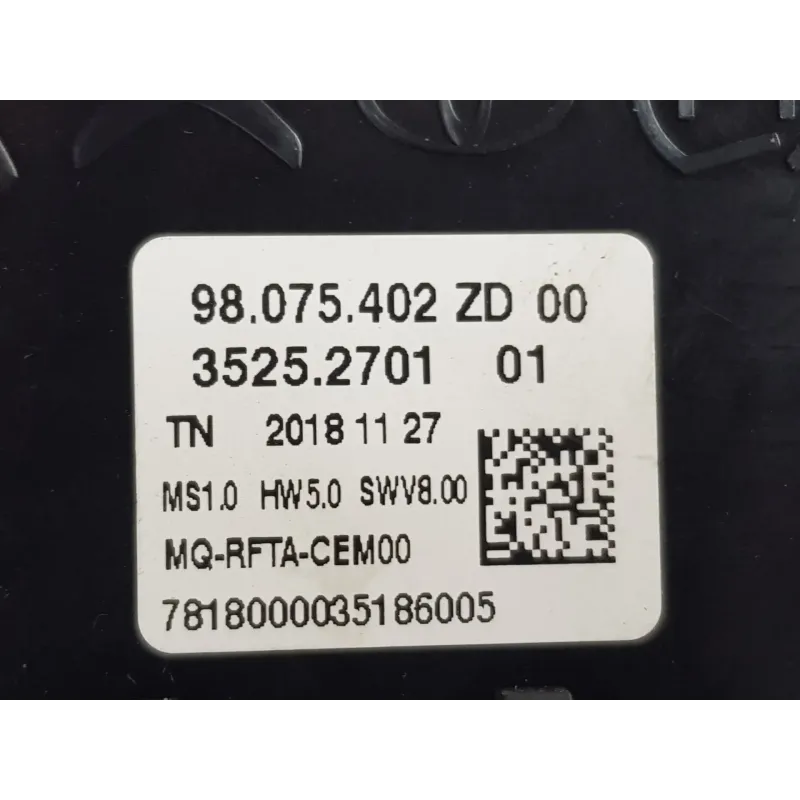 98.075.402 ZD 00
3525.2701 01
TN 2018 11 27
MS1.0 HW5.0 SWV8.00
MQ-RFTA-CEM00
7818000035186005